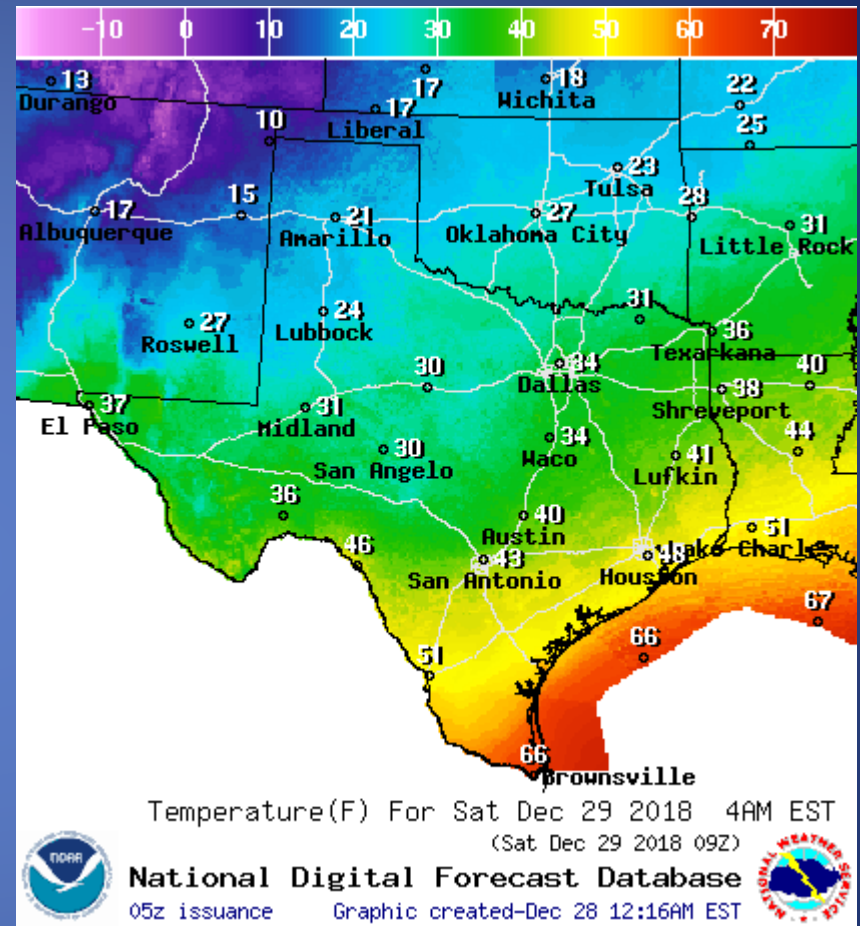 -10 0 10 20 30 40 50 60 70
13
Durango
17
18
Wichita
22
17
Liberal
10
25
23
Tulsa
17
Albuquerque
15
21
Amarillo
27
Oklahoma City
28
31
Little Rock
27
Roswell
24
Lubbock
31
36
Texarkana
30
34
Dallas
38
Shreveport
40
37
El Paso
31
Midland
30
San Angelo
34
Waco
41
Lufkin
44
36
40
Austin
51
Lake Charle
46
43
San Antonio
48
Houston
67
66
51
66
Brownsville
Temperature(F) For Sat Dec 29 2018 4AM EST
(Sat Dec 29 2018 09Z)
National Digital Forecast Database
05z issuance Graphic created-Dec 28 12:16AM EST
NOAA
NATIONAL WEATHER SERVICE